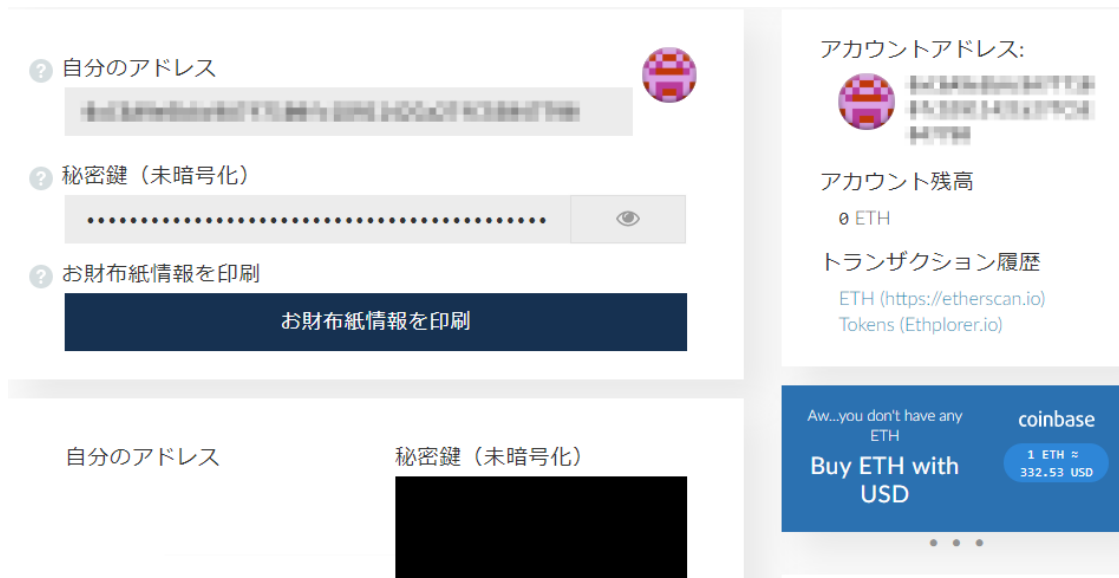 自分のアドレス
秘密鍵（未暗号化）
••••••••••••••••••••••••••••••••••••••••••
お財布紙情報を印刷
お財布紙情報を印刷
自分のアドレス
秘密鍵（未暗号化）
アカウントアドレス:
アカウント残高
0 ETH
トランザクション履歴
ETH (https://etherscan.io)
Tokens (Ethplorer.io)
Aw...you don't have any
ETH
Buy ETH with
USD
coinbase
1 ETH ≈
332.53 USD